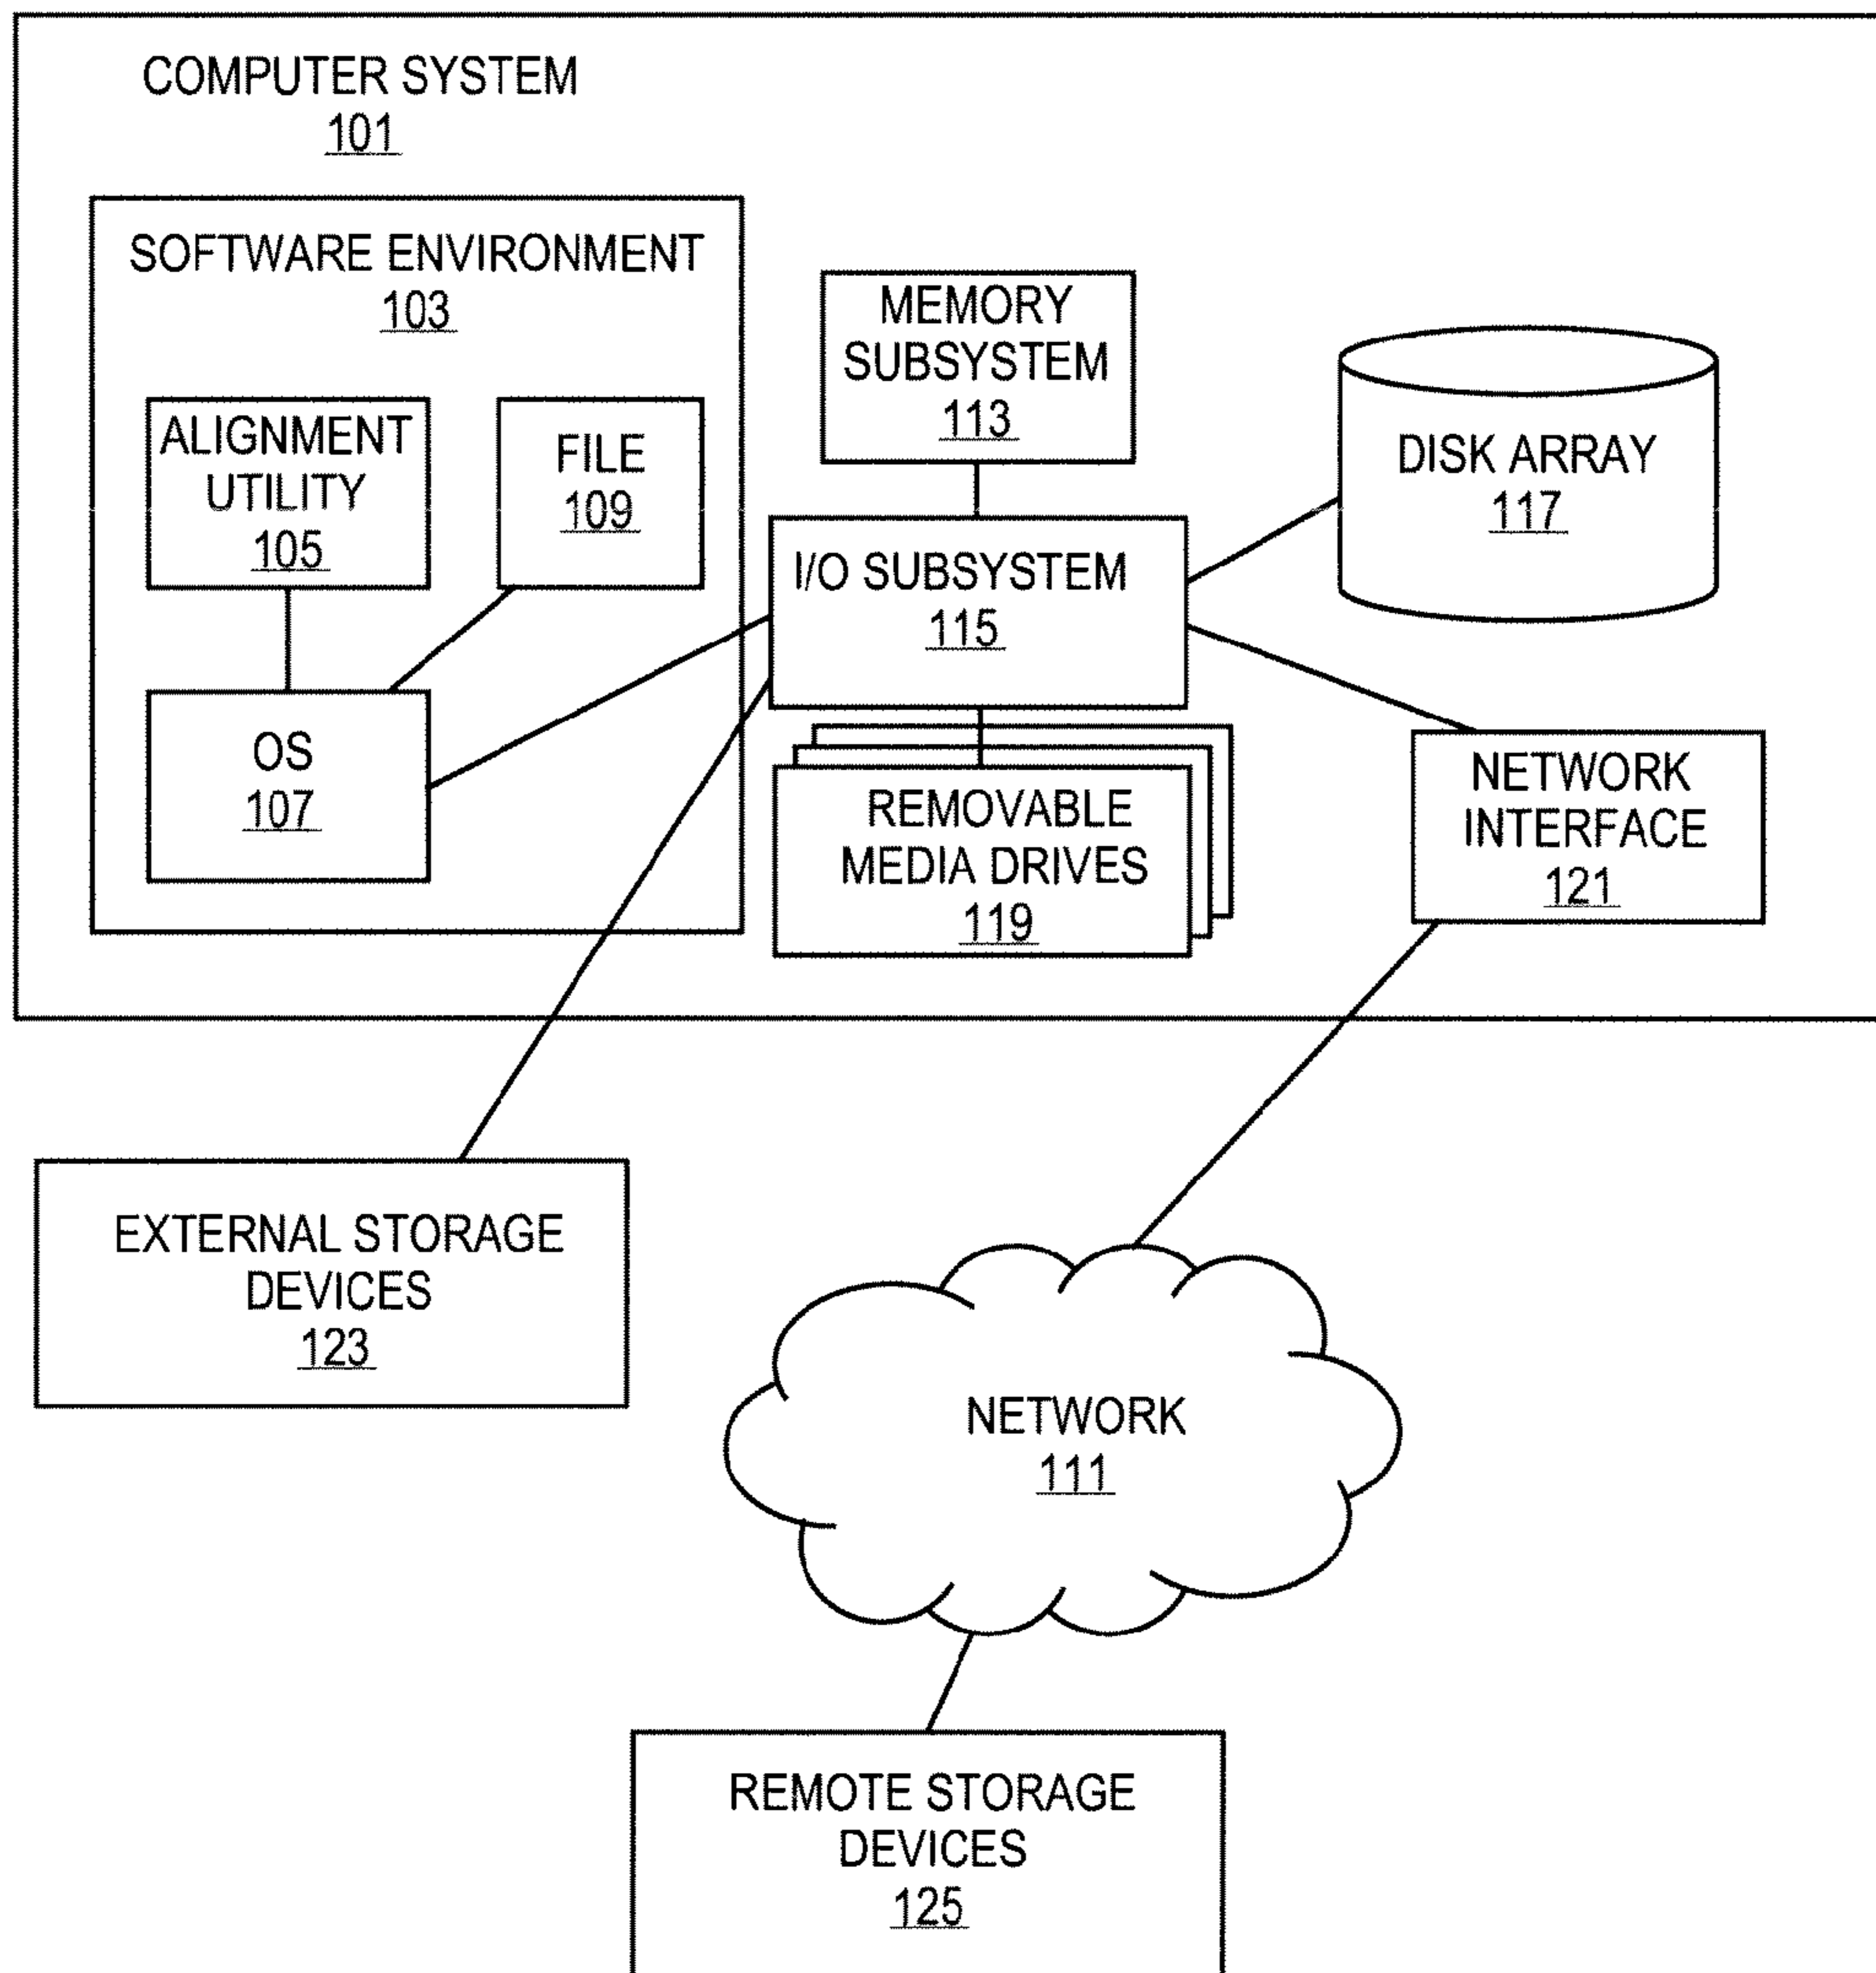 COMPUTER SYSTEM
101
SOFTWARE ENVIRONMENT
103
ALIGNMENT
UTILITY
105
FILE
109
OS
107
MEMORY
SUBSYSTEM
113
I/O SUBSYSTEM
115
DISK ARRAY
117
REMOVABLE
MEDIA DRIVES
119
NETWORK
INTERFACE
121
EXTERNAL STORAGE
DEVICES
123
NETWORK
111
REMOTE STORAGE
DEVICES
125